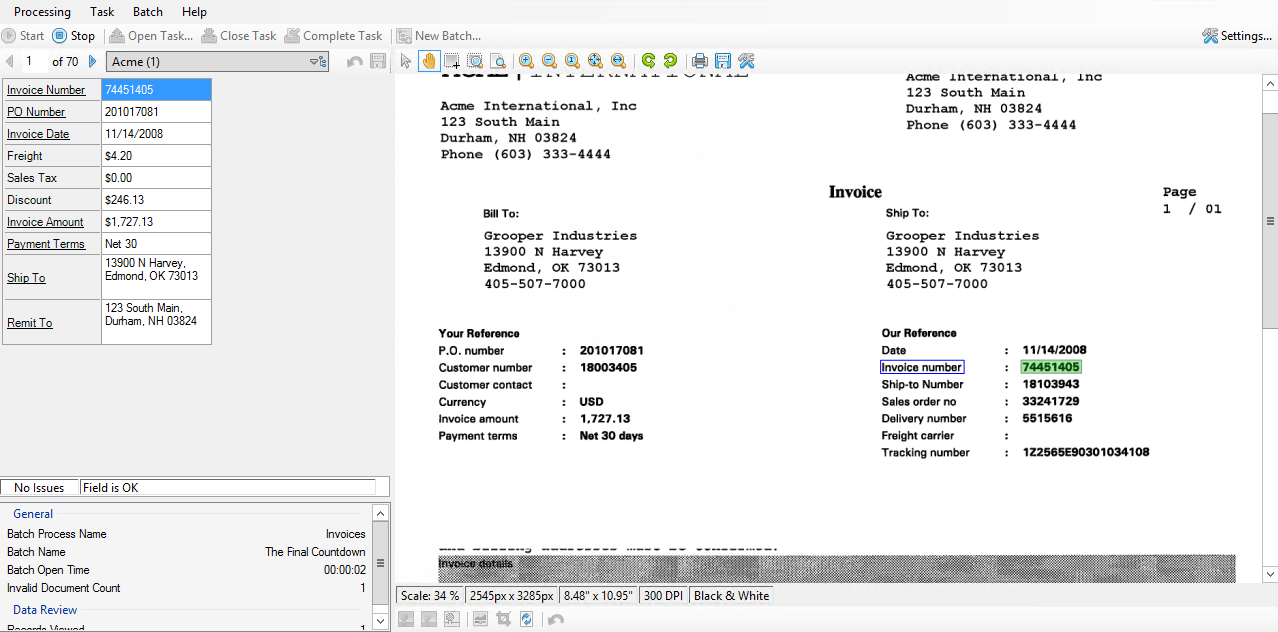 Processing Task Batch Help
Start Stop Open Task... Close Task Complete Task New Batch... Settings...
1 of 70 Acme (1)
Invoice Number 74451405
PO Number 201017081
Invoice Date 11/14/2008
Freight $4.20
Sales Tax $0.00
Discount $246.13
Invoice Amount $1,727.13
Payment Terms Net 30
Ship To 13900 N Harvey,
Edmond, OK 73013
Remit To 123 South Main,
Durham, NH 03824
No Issues Field is OK
General
Batch Process Name Invoices
Batch Name The Final Countdown
Batch Open Time 00:00:02
Invalid Document Count 1
Data Review
Records Viewed 1
ACME | INTERNATIONAL
Acme International, Inc
123 South Main
Durham, NH 03824
Phone (603) 333-4444
Acme International, Inc
123 South Main
Durham, NH 03824
Phone (603) 333-4444
Invoice
Page
1 / 01
Bill To:
Grooper Industries
13900 N Harvey
Edmond, OK 73013
405-507-7000
Ship To:
Grooper Industries
13900 N Harvey
Edmond, OK 73013
405-507-7000
Your Reference
P.O. number : 201017081
Customer number : 18003405
Customer contact :
Currency : USD
Invoice amount : 1,727.13
Payment terms : Net 30 days
Our Reference
Date : 11/14/2008
Invoice number : 74451405
Ship-to Number : 18103943
Sales order no : 33241729
Delivery number : 5515616
Freight carrier :
Tracking number : 1Z2565E90301034108
and billing addresses must be confirmed.
Invoice details
Scale: 34 % 2545px x 3285px 8.48" x 10.95" 300 DPI Black & White